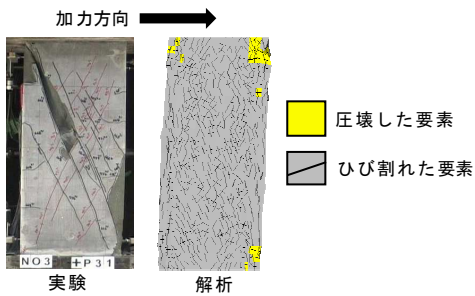 加力方向
圧壊した要素
ひび割れた要素
NO3 +P31
実験
解析